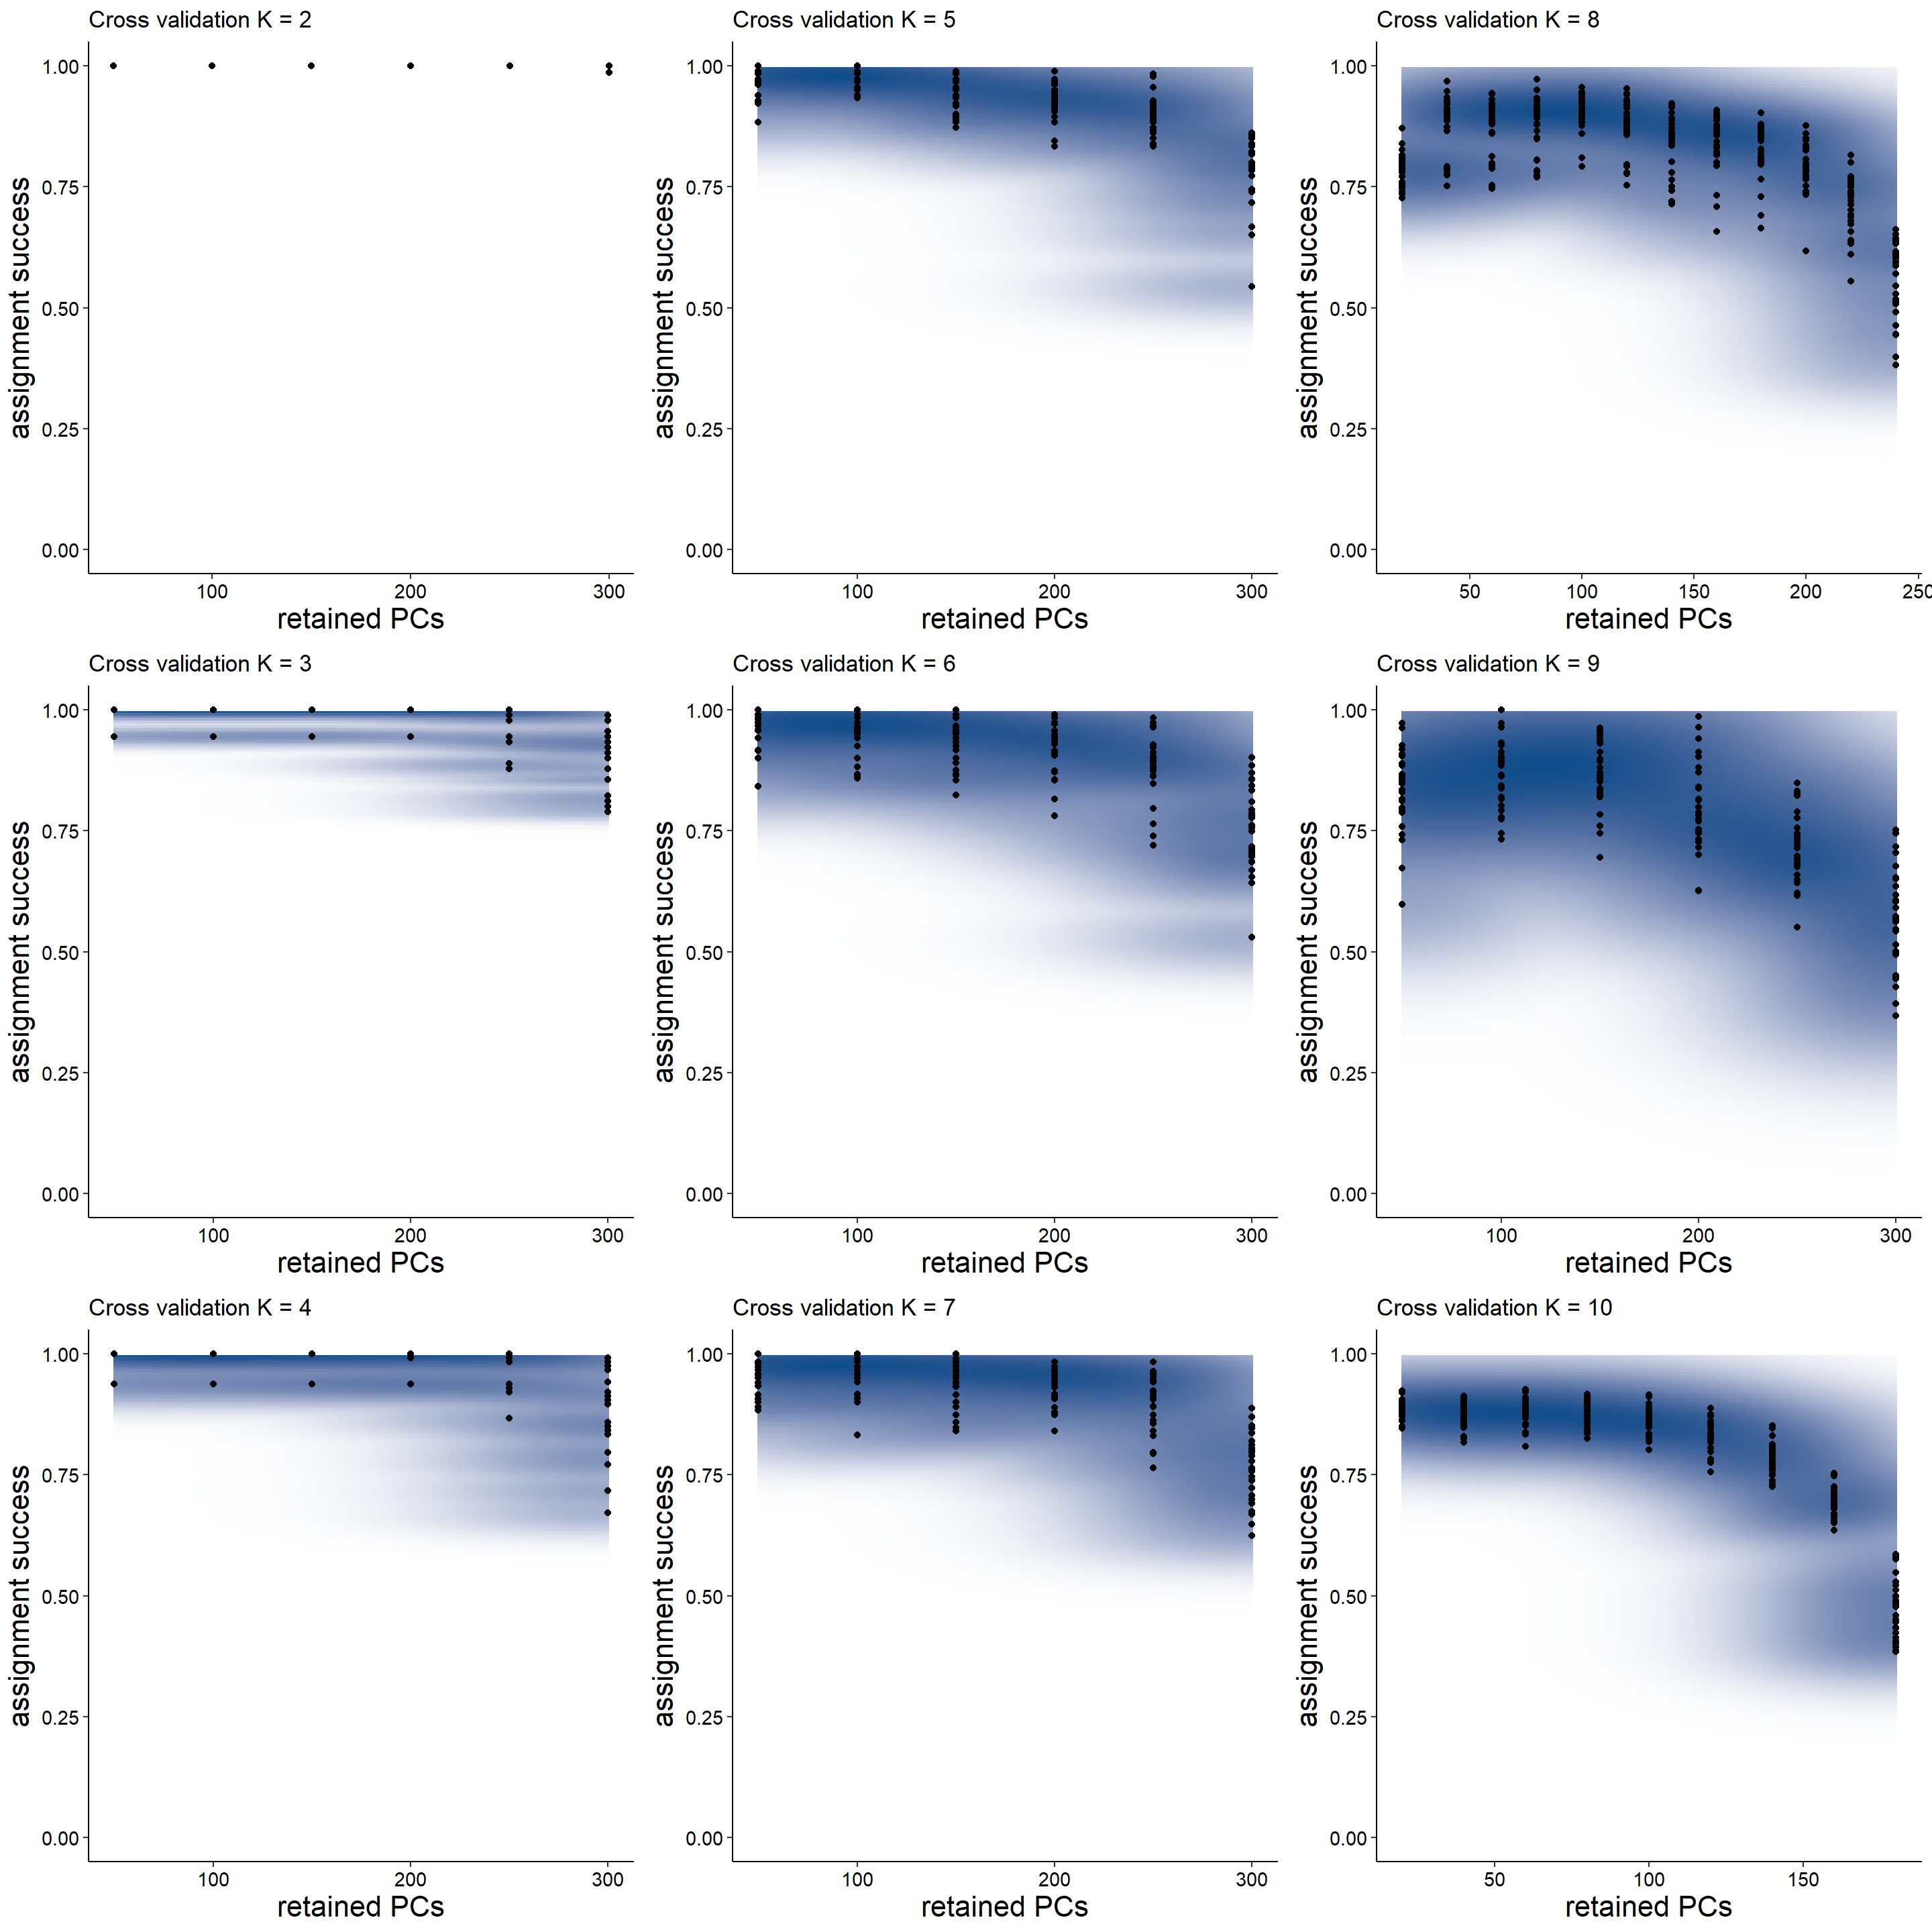 Cross validation K = 2
assignment success
1.00
0.75
0.50
0.25
0.00
100 200 300
retained PCs
Cross validation K = 5
assignment success
1.00
0.75
0.50
0.25
0.00
100 200 300
retained PCs
Cross validation K = 8
assignment success
1.00
0.75
0.50
0.25
0.00
50 100 150 200 250
retained PCs
Cross validation K = 3
assignment success
1.00
0.75
0.50
0.25
0.00
100 200 300
retained PCs
Cross validation K = 6
assignment success
1.00
0.75
0.50
0.25
0.00
100 200 300
retained PCs
Cross validation K = 9
assignment success
1.00
0.75
0.50
0.25
0.00
100 200 300
retained PCs
Cross validation K = 4
assignment success
1.00
0.75
0.50
0.25
0.00
100 200 300
retained PCs
Cross validation K = 7
assignment success
1.00
0.75
0.50
0.25
0.00
100 200 300
retained PCs
Cross validation K = 10
assignment success
1.00
0.75
0.50
0.25
0.00
50 100 150
retained PCs